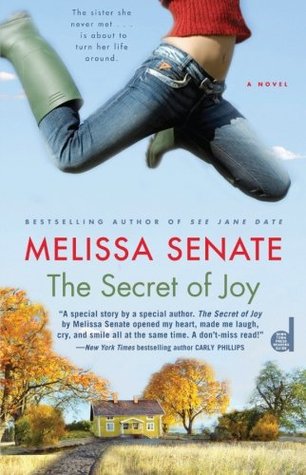 The sister she
never met . . .
. . . is about to
turn her life
around.
A NOVEL
BESTSELLING AUTHOR OF SEE JANE DATE
MELISSA SENATE
The Secret of Joy
"A special story by a special author. The Secret of Joy
by Melissa Senate opened my heart, made me laugh,
cry, and smile all at the same time. A don't-miss read!"
—New York Times bestselling author CARLY PHILLIPS